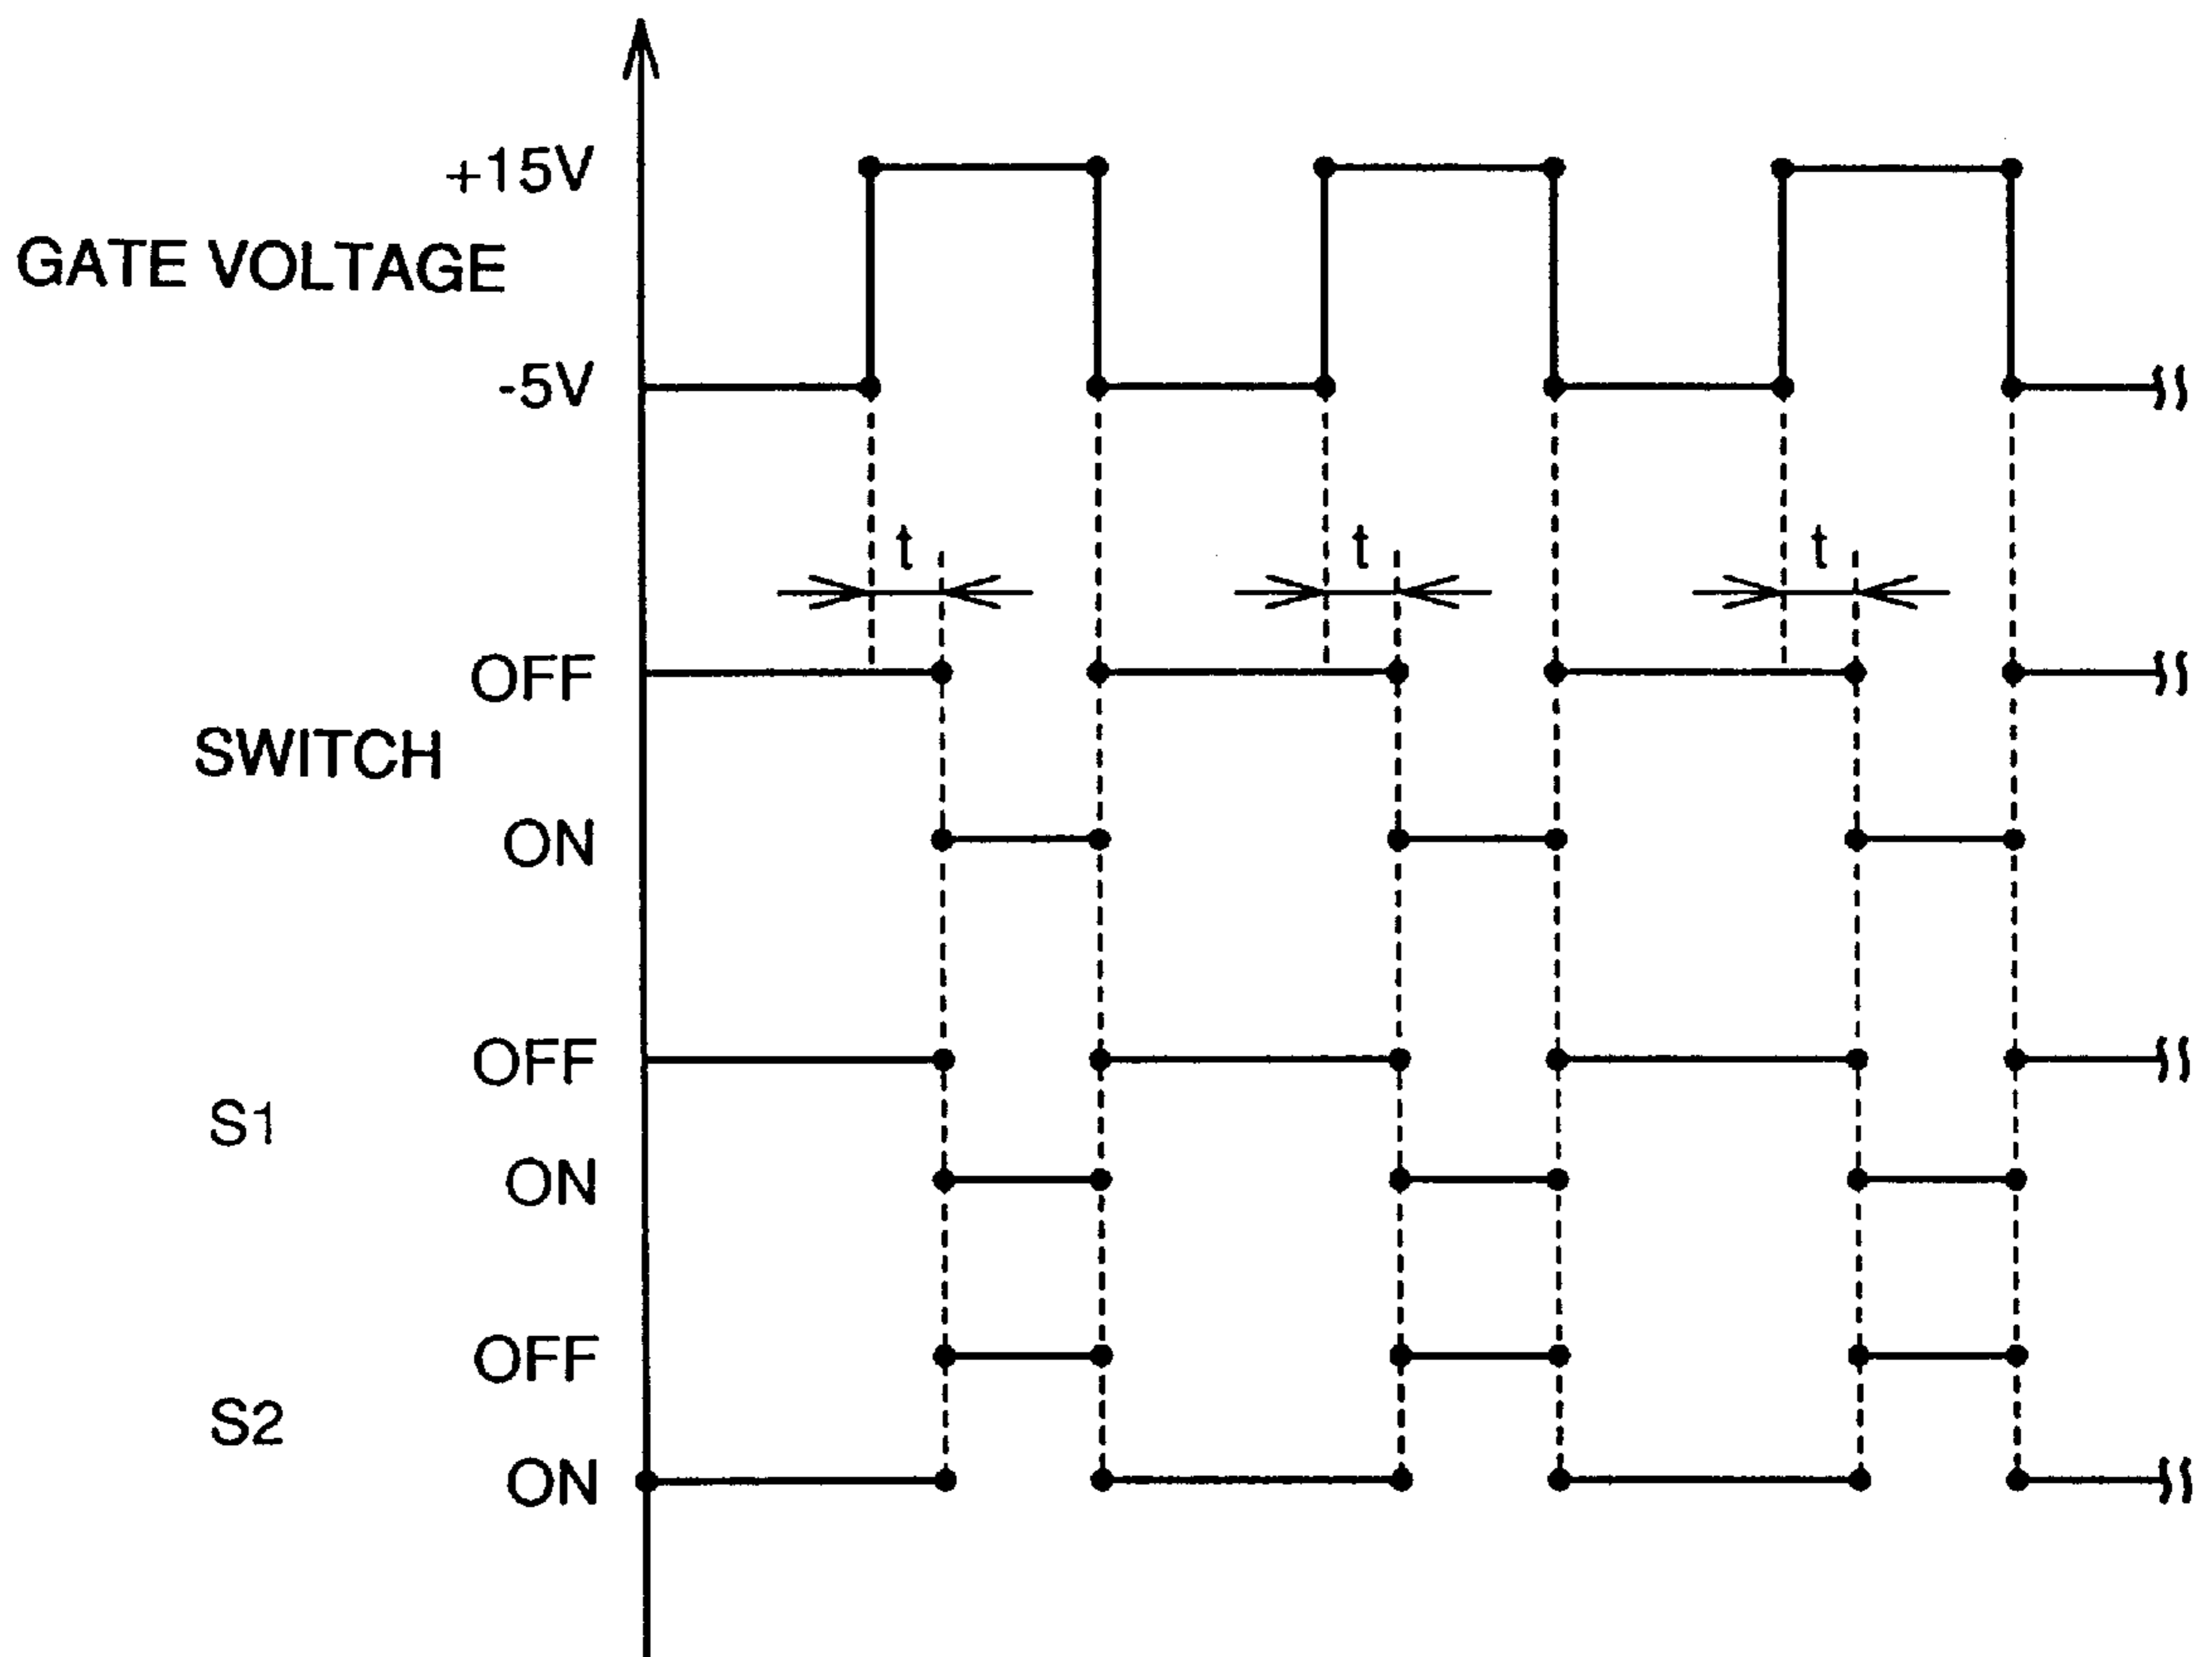 +15V
GATE VOLTAGE
-5V
t t t
OFF
SWITCH
ON
OFF
S1
ON
OFF
S2
ON